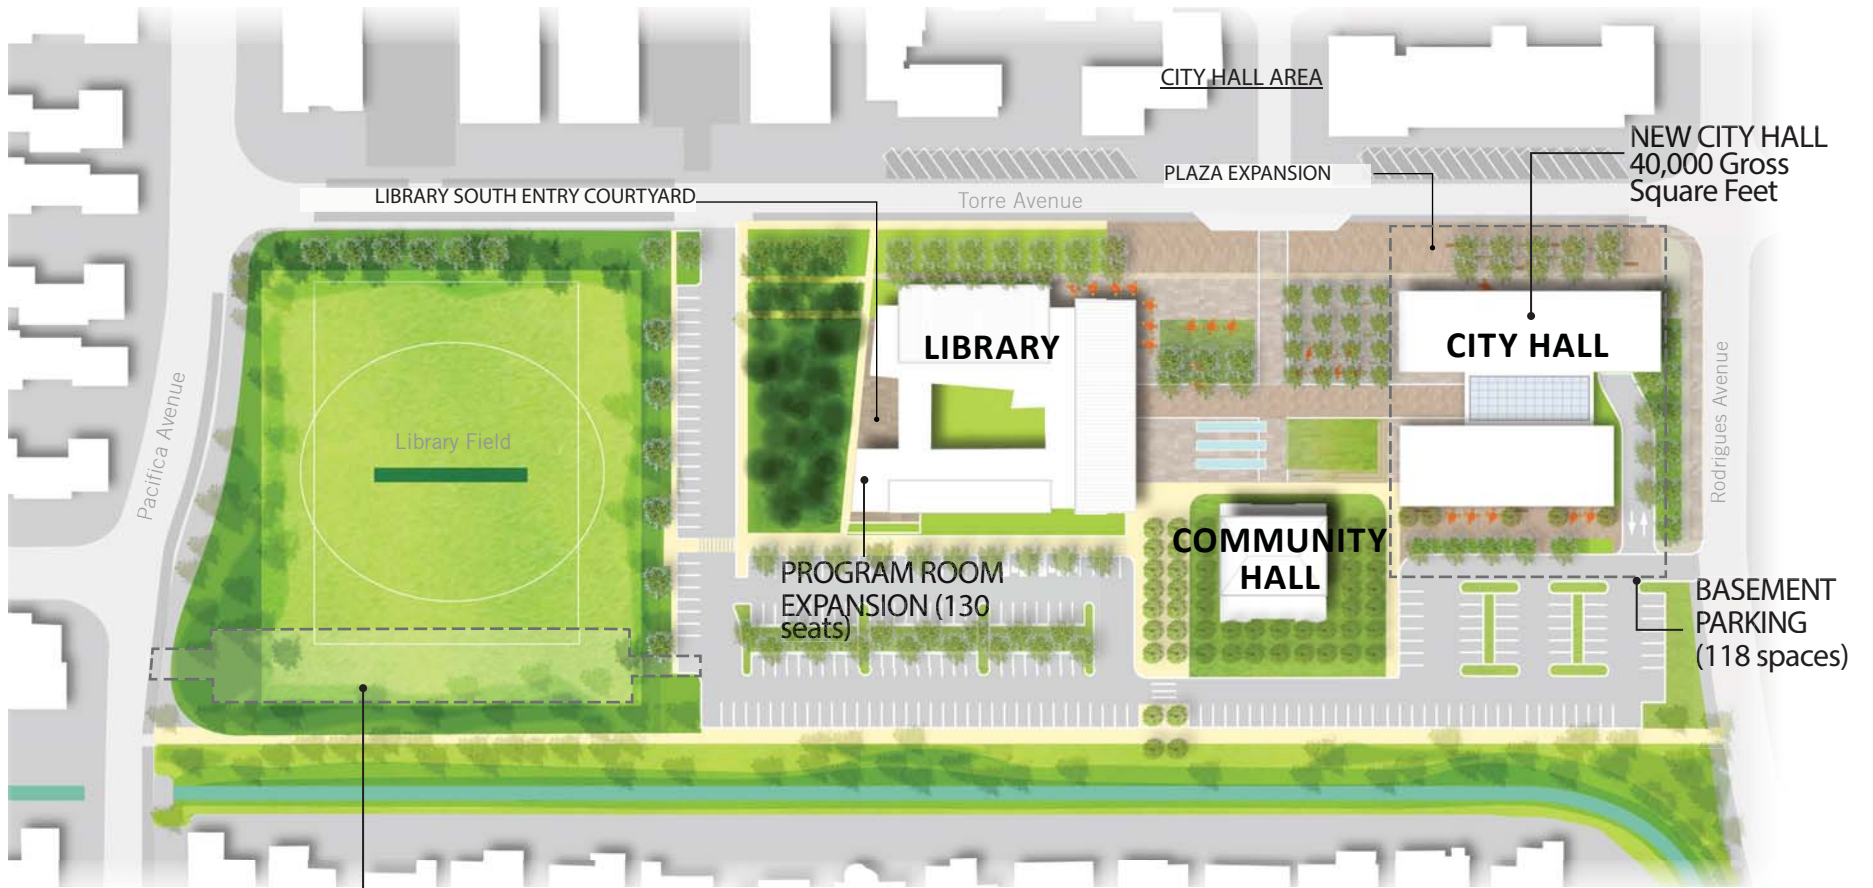 CITY HALL AREA
NEW CITY HALL
40,000 Gross
Square Feet
PLAZA EXPANSION
LIBRARY SOUTH ENTRY COURTYARD
Torre Avenue
LIBRARY
CITY HALL
Pacifica Avenue
Library Field
Rodrigues Avenue
COMMUNITY
HALL
PROGRAM ROOM
EXPANSION (130
seats)
BASEMENT
PARKING
(118 spaces)